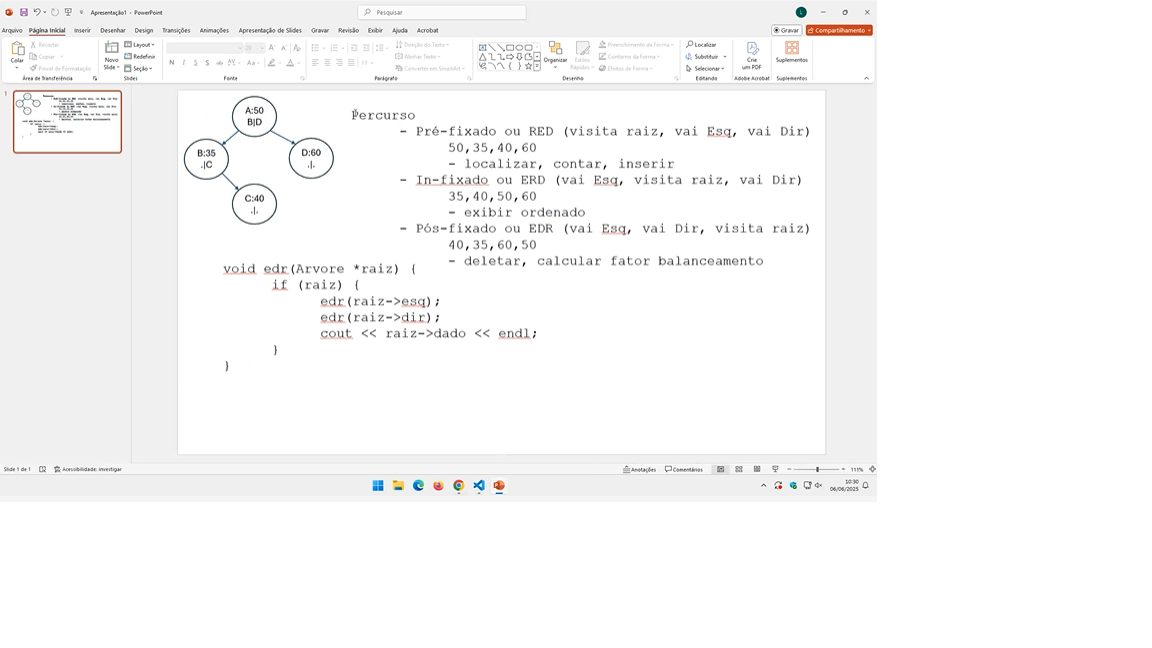 Apresentação1 - PowerPoint
Pesquisar
L
Arquivo Página Inicial Inserir Desenhar Design Transições Animações Apresentação de Slides Gravar Revisão Exibir Ajuda Acrobat
Gravar Compartilhamento
Colar
Recortar
Copiar
Pincel de Formatação
Área de Transferência
Novo Slide
Layout
Redefinir
Seção
Slides
N I S S ab AV Aa A
Fonte
Direção do Texto
Alinhar Texto
Converter em SmartArt
Parágrafo
Organizar
Estilos Rápidos
Preenchimento da Forma
Contorno da Forma
Efeitos de Forma
Desenho
Localizar
Substituir
Selecionar
Editando
Crie um PDF
Adobe Acrobat
Suplementos
Suplementos
1
A:50
B|D
B:35
.|C
D:60
.|.
C:40
.|.
Percurso
- Pré-fixado ou RED (visita raiz, vai Esq, vai Dir)
50,35,40,60
- localizar, contar, inserir
- In-fixado ou ERD (vai Esq, visita raiz, vai Dir)
35,40,50,60
- exibir ordenado
- Pós-fixado ou EDR (vai Esq, vai Dir, visita raiz)
40,35,60,50
- deletar, calcular fator balanceamento
void edr(Arvore *raiz) {
if (raiz) {
edr(raiz->esq);
edr(raiz->dir);
cout << raiz->dado << endl;
}
}
Slide 1 de 1
Acessibilidade: investigar
Anotações
Comentários
111%
10:30
06/06/2025